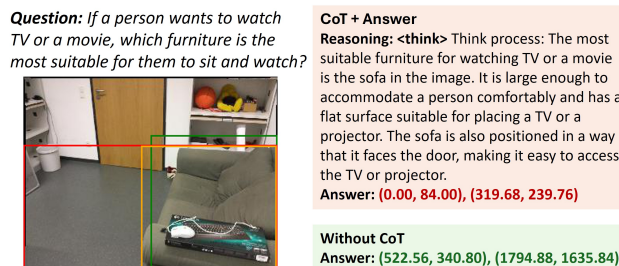 Question: If a person wants to watch
TV or a movie, which furniture is the
most suitable for them to sit and watch?
CoT + Answer
Reasoning: <think> Think process: The most
suitable furniture for watching TV or a movie
is the sofa in the image. It is large enough to
accommodate a person comfortably and has a
flat surface suitable for placing a TV or a
projector. The sofa is also positioned in a way
that it faces the door, making it easy to access
the TV or projector.
Answer: (0.00, 84.00), (319.68, 239.76)
Without CoT
Answer: (522.56, 340.80), (1794.88, 1635.84)